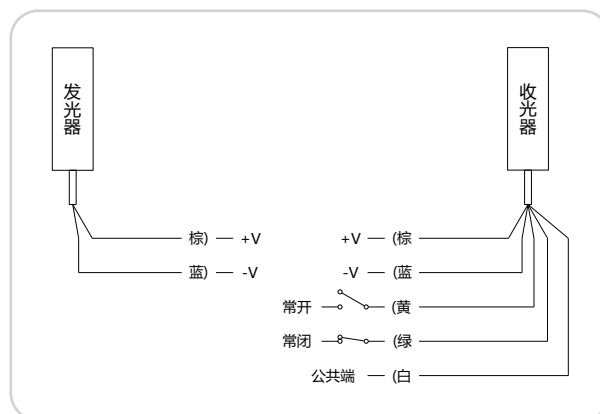 发光器
收光器
棕) — +V
+V — (棕
蓝) — -V
-V — (蓝
常开 (黄
常闭 (绿
公共端 — (白